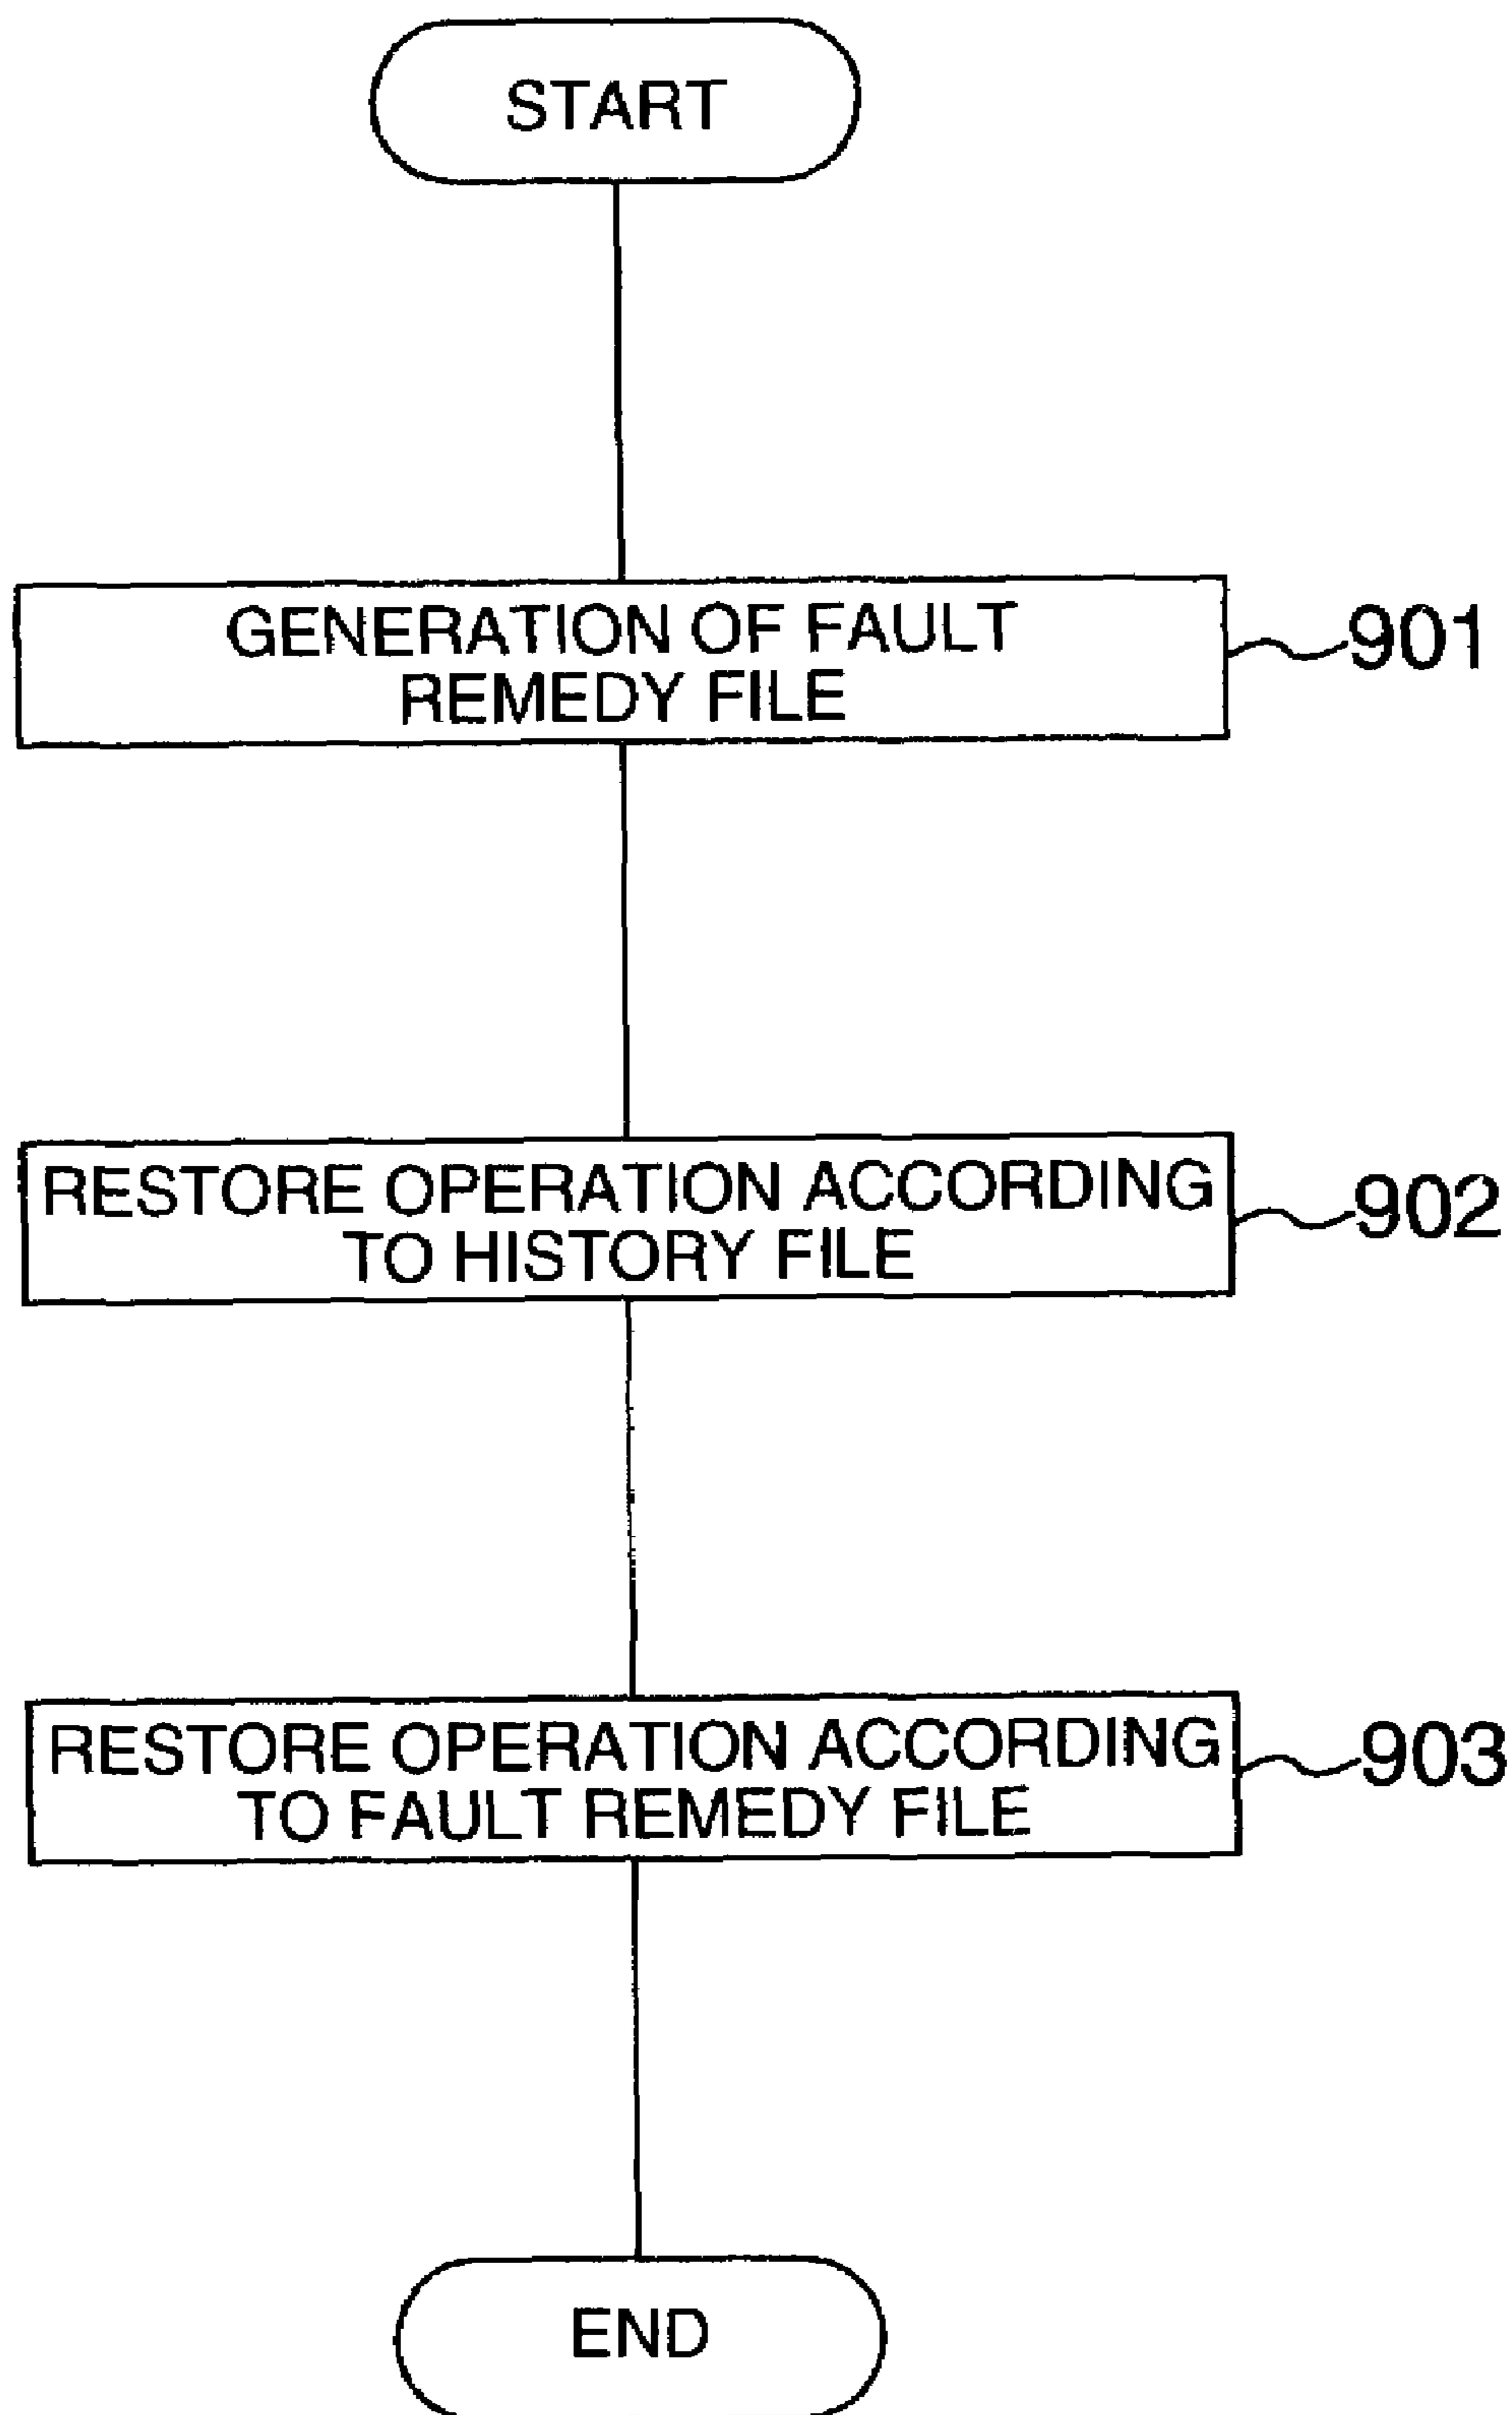 START
GENERATION OF FAULT
REMEDY FILE
901
RESTORE OPERATION ACCORDING
TO HISTORY FILE
902
RESTORE OPERATION ACCORDING
TO FAULT REMEDY FILE
903
END